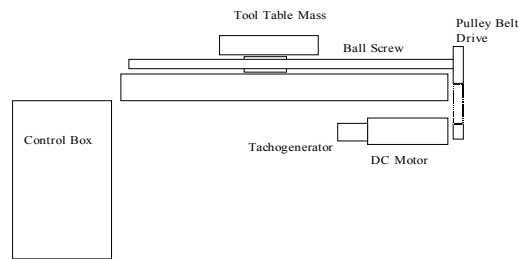 Tool Table Mass
Pulley Belt
Drive
Ball Screw
Control Box
Tachogenerator
DC Motor